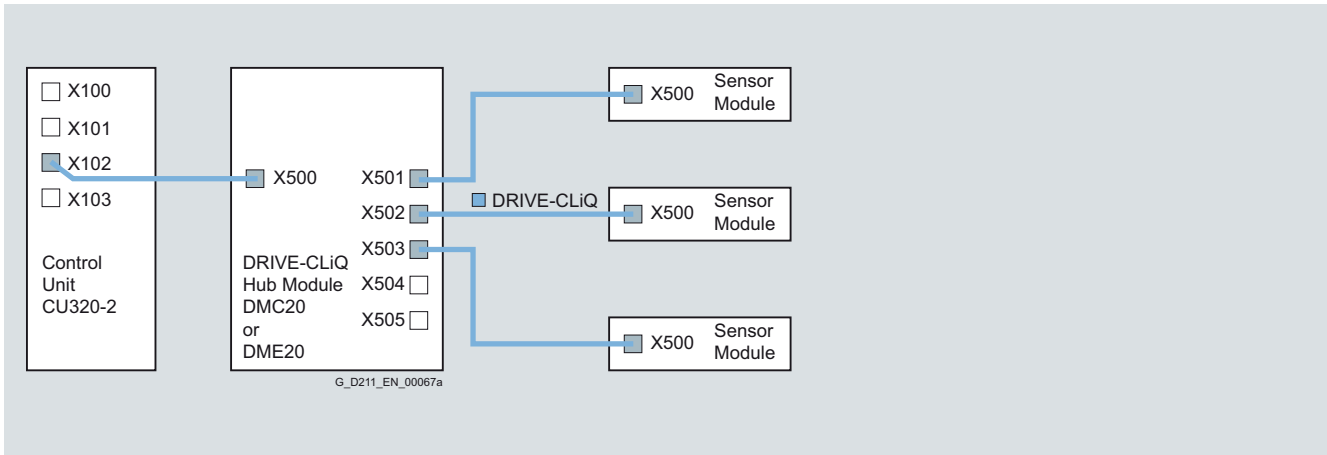 X100
X101
X102
X103
Control
Unit
CU320-2
X500
X501
X502
X503
X504
X505
DRIVE-CLiQ
Hub Module
DMC20
or
DME20
G_D211_EN_00067a
DRIVE-CLiQ
X500
Sensor
Module
X500
Sensor
Module
X500
Sensor
Module